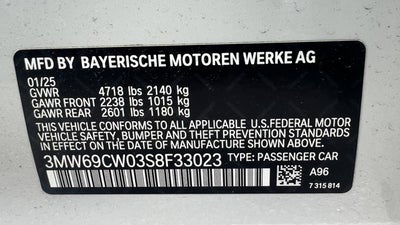 MFD BY BAYERISCHE MOTOREN WERKE AG
01/25
GVWR 4718 lbs 2140 kg
GAWR FRONT 2238 lbs 1015 kg
GAWR REAR 2601 lbs 1180 kg
THIS VEHICLE CONFORMS TO ALL APPLICABLE U.S.FEDERAL MOTOR
VEHICLE SAFETY, BUMPER AND THEFT PREVENTION STANDARDS
IN EFFECT ON THE DATE OF MANUFACTURE SHOWN ABOVE.
3MW69CW03S8F33023 TYPE: PASSENGER CAR
A96
7 315 814